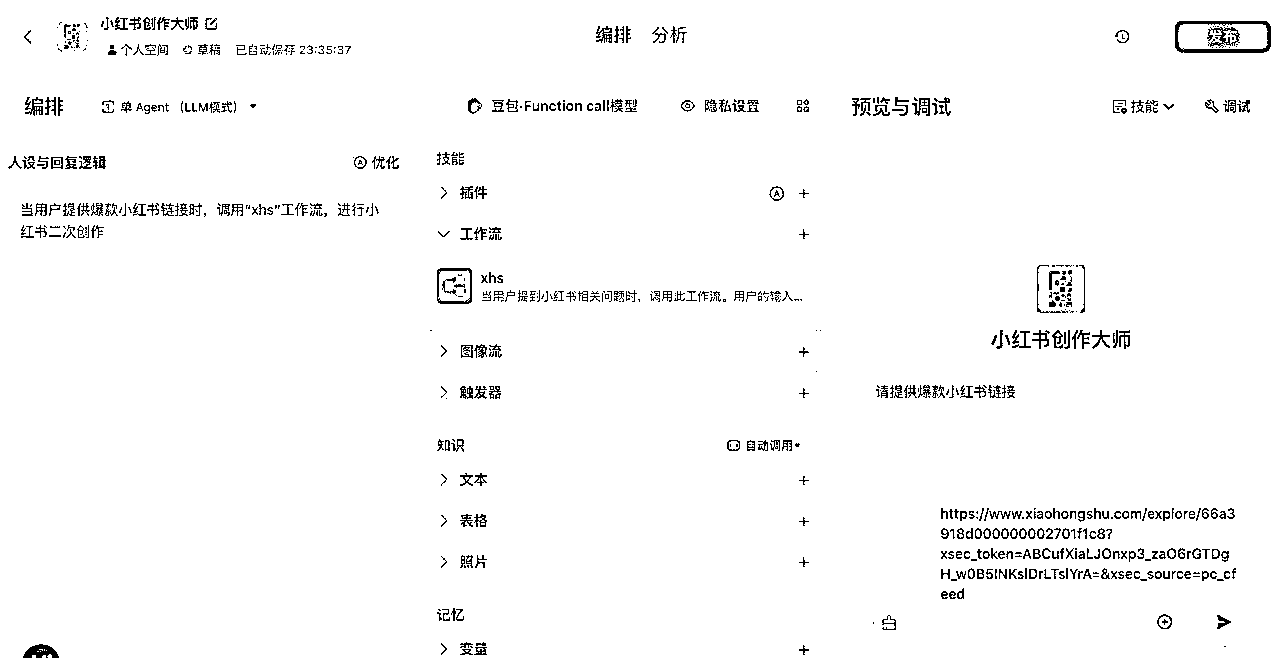 小红书创作大师
个人空间 草稿 已自动保存 23:35:37
编排 分析
发布
编排
单 Agent （LLM模式）
豆包·Function call模型
隐私设置
预览与调试
技能
调试
人设与回复逻辑
优化
当用户提供爆款小红书链接时，调用“xhs”工作流，进行小
红书二次创作
技能
插件
工作流
xhs
当用户提到小红书相关问题时，调用此工作流。用户的输入...
图像流
触发器
知识
自动调用
文本
表格
照片
记忆
变量
小红书创作大师
请提供爆款小红书链接
https://www.xiaohongshu.com/explore/66a3
918d000000002701f1c8?
xsec_token=ABCufXiaLJOnxp3_zaO6rGTDg
H_w0B5INKslDrLTslYrA=&xsec_source=pc_cf
eed